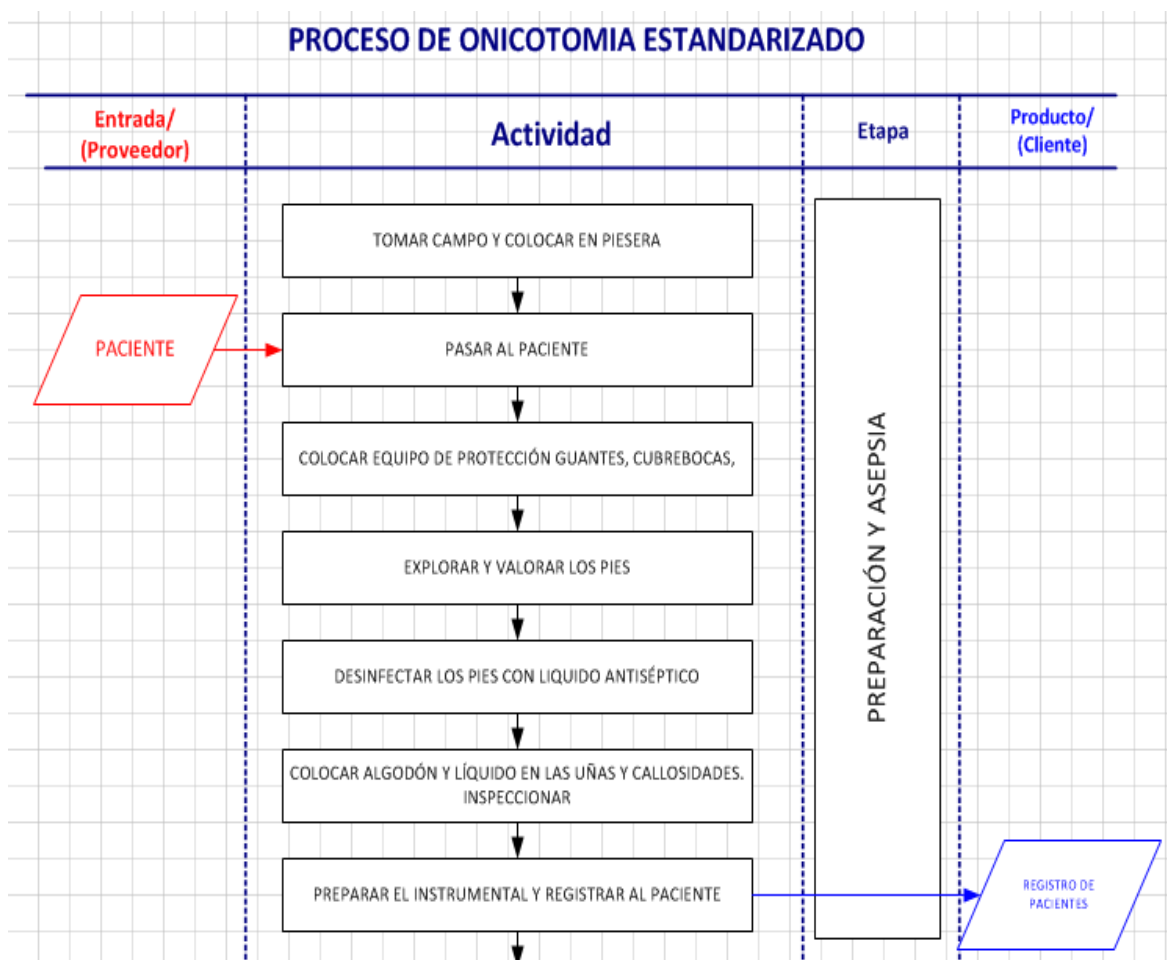 PROCESO DE ONICOTOMIA ESTANDARIZADO
Entrada/
(Proveedor)
Actividad
Etapa
Producto/
(Cliente)
TOMAR CAMPO Y COLOCAR EN PIESERA
PACIENTE
PASAR AL PACIENTE
COLOCAR EQUIPO DE PROTECCIÓN GUANTES, CUBREBOCAS,
EXPLORAR Y VALORAR LOS PIES
DESINFECTAR LOS PIES CON LIQUIDO ANTISÉPTICO
COLOCAR ALGODÓN Y LÍQUIDO EN LAS UÑAS Y CALLOSIDADES.
INSPECCIONAR
PREPARAR EL INSTRUMENTAL Y REGISTRAR AL PACIENTE
PREPARACIÓN Y ASEPSIA
REGISTRO DE
PACIENTES